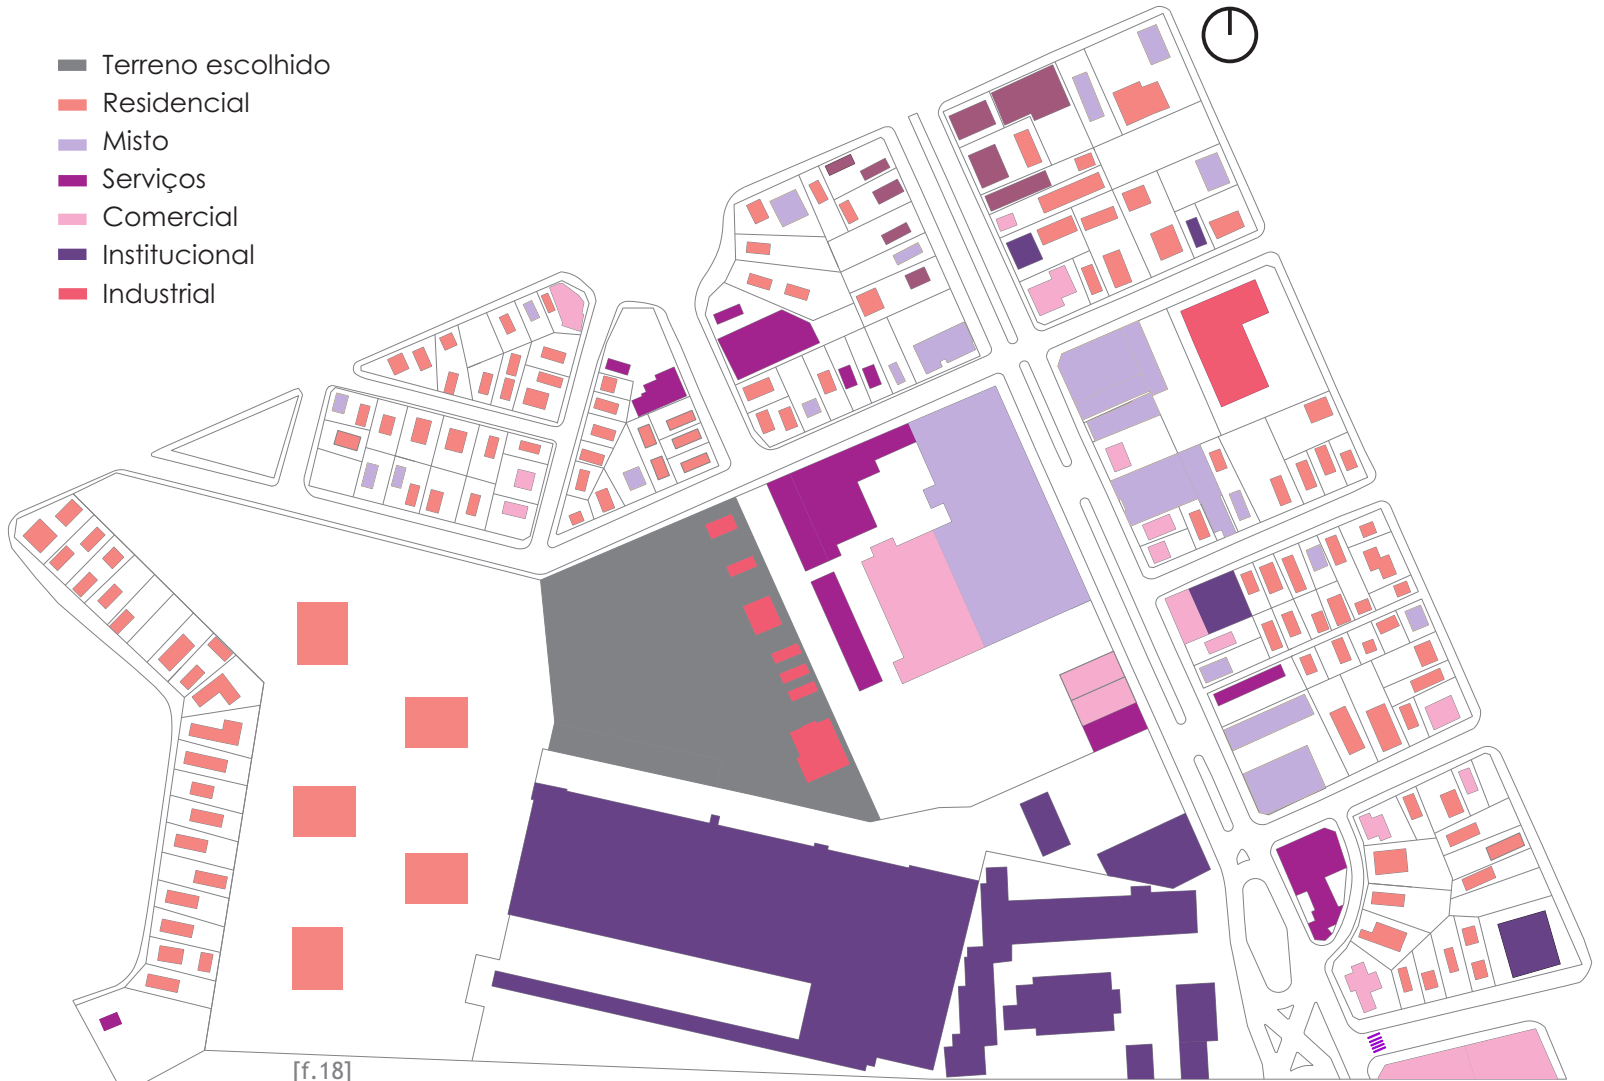 Terreno escolhido
Residencial
Misto
Serviços
Comercial
Institucional
Industrial
[f.18]